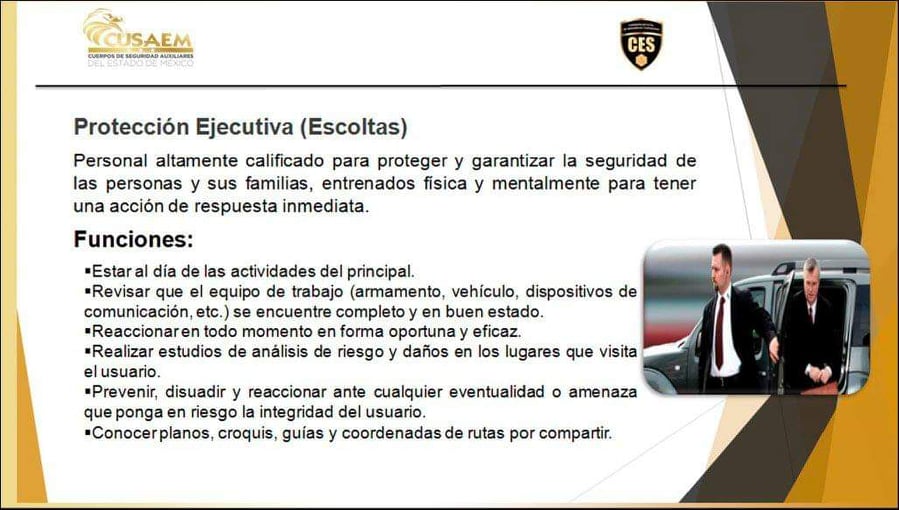 CUSAEM
CUERPOS DE SEGURIDAD AUXILIARES
DEL ESTADO DE MÉXICO
CES
Protección Ejecutiva (Escoltas)
Personal altamente calificado para proteger y garantizar la seguridad de
las personas y sus familias, entrenados física y mentalmente para tener
una acción de respuesta inmediata.
Funciones:
▪Estar al día de las actividades del principal.
▪Revisar que el equipo de trabajo (armamento, vehículo, dispositivos de
comunicación, etc.) se encuentre completo y en buen estado.
▪Reaccionar en todo momento en forma oportuna y eficaz.
▪Realizar estudios de análisis de riesgo y daños en los lugares que visita
el usuario.
▪Prevenir, disuadir y reaccionar ante cualquier eventualidad o amenaza
que ponga en riesgo la integridad del usuario.
▪Conocer planos, croquis, guías y coordenadas de rutas por compartir.